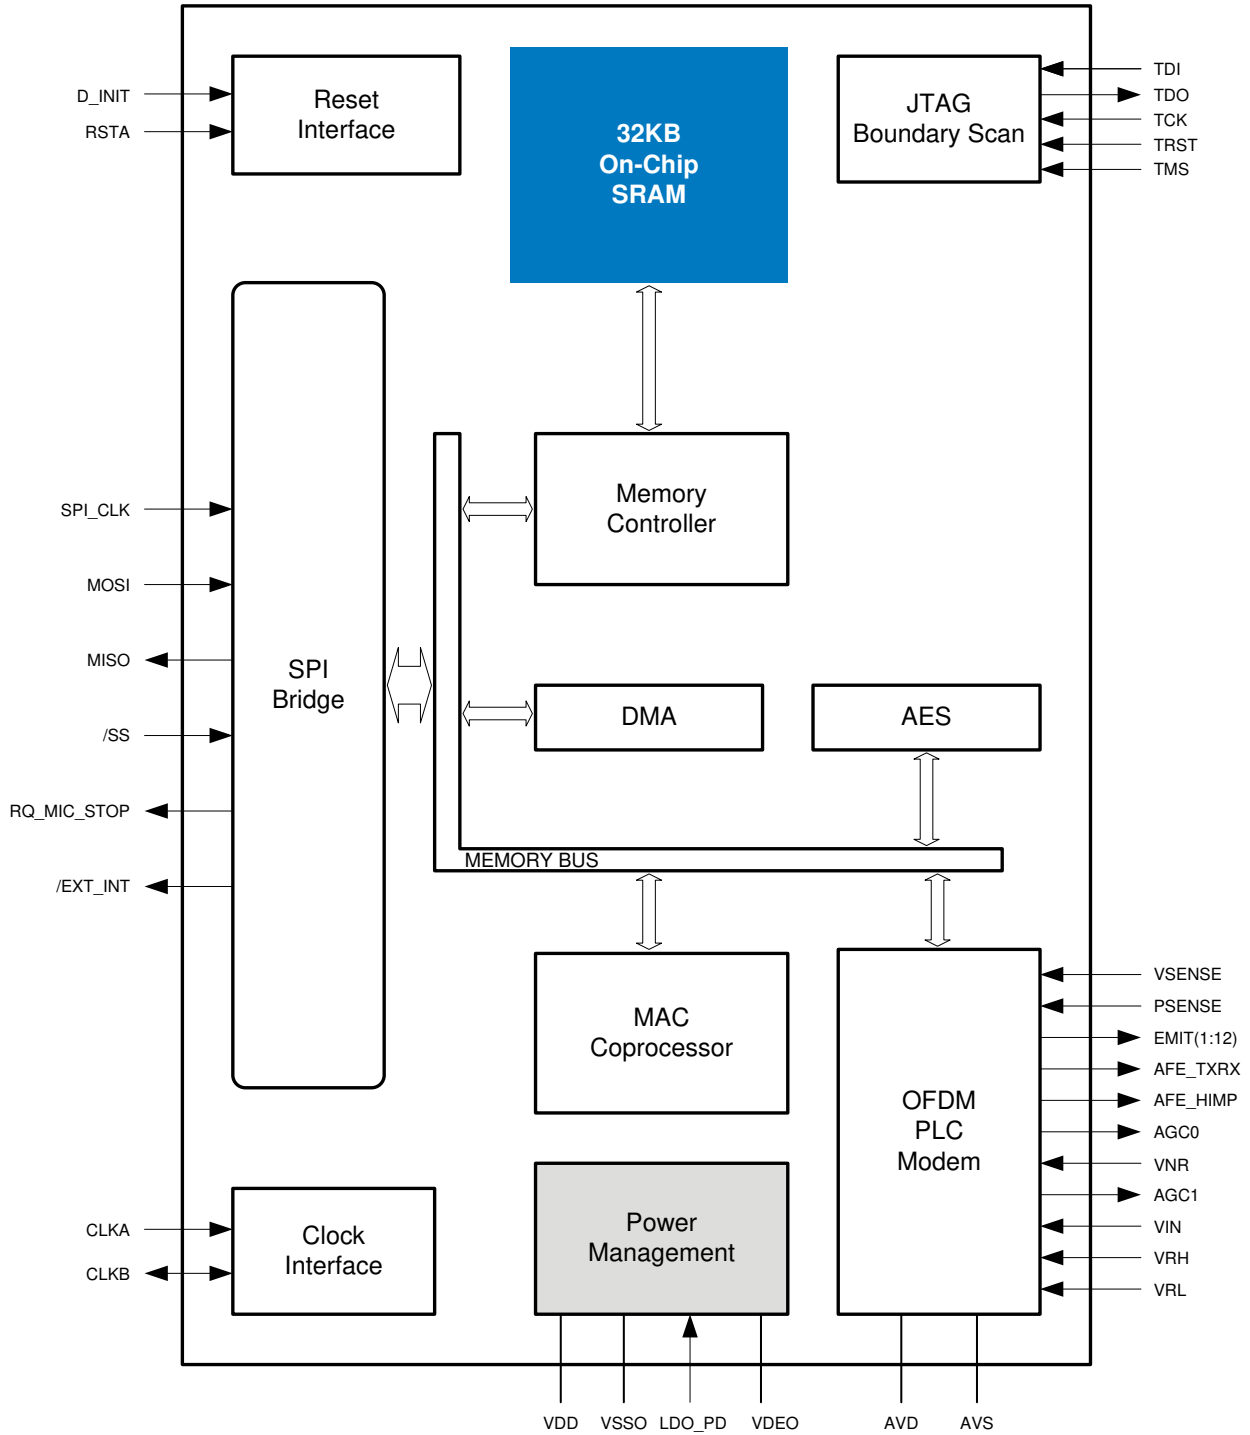 D_INIT
RSTA
Reset
Interface
32KB
On-Chip
SRAM
JTAG
Boundary Scan
TDI
TDO
TCK
TRST
TMS
SPI_CLK
MOSI
MISO
/SS
RQ_MIC_STOP
/EXT_INT
SPI
Bridge
Memory
Controller
DMA
AES
MEMORY BUS
MAC
Coprocessor
OFDM
PLC
Modem
VSENSE
PSENSE
EMIT(1:12)
AFE_TXRX
AFE_HIMP
AGC0
VNR
AGC1
VIN
VRH
VRL
CLKA
CLKB
Clock
Interface
Power
Management
VDD
VSSO
LDO_PD
VDEO
AVD
AVS